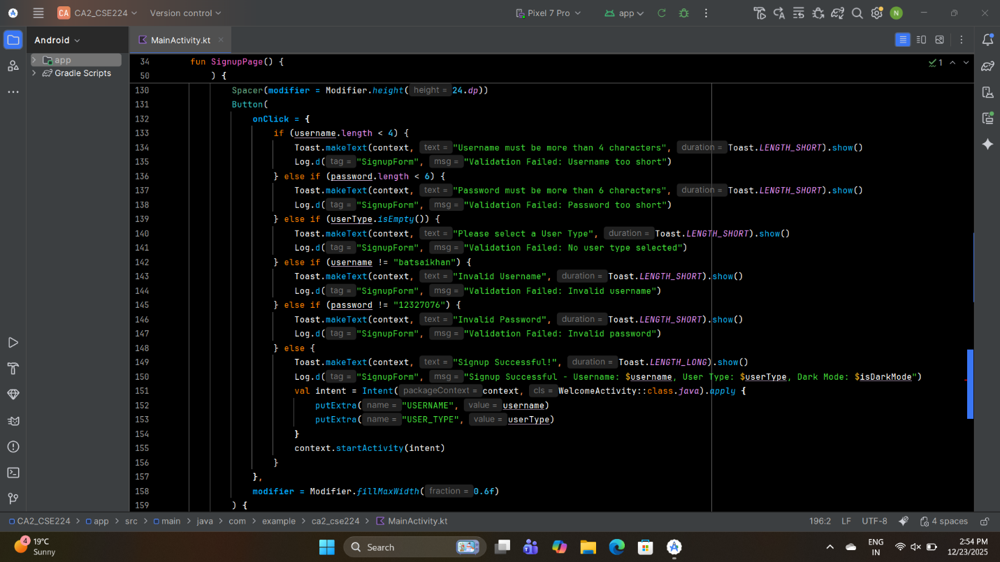 CA CA2_CSE224 Version control Pixel 7 Pro app N
Android MainActivity.kt
app
Gradle Scripts
1
34 fun SignupPage() {
50 ) {
130 Spacer(modifier = Modifier.height( height = 24.dp))
131 Button(
132 onClick = {
133 if (username.length < 4) {
134 Toast.makeText(context, text = "Username must be more than 4 characters", duration = Toast.LENGTH_SHORT).show()
135 Log.d( tag = "SignupForm", msg = "Validation Failed: Username too short")
136 } else if (password.length < 6) {
137 Toast.makeText(context, text = "Password must be more than 6 characters", duration = Toast.LENGTH_SHORT).show()
138 Log.d( tag = "SignupForm", msg = "Validation Failed: Password too short")
139 } else if (userType.isEmpty()) {
140 Toast.makeText(context, text = "Please select a User Type", duration = Toast.LENGTH_SHORT).show()
141 Log.d( tag = "SignupForm", msg = "Validation Failed: No user type selected")
142 } else if (username != "batsaikhan") {
143 Toast.makeText(context, text = "Invalid Username", duration = Toast.LENGTH_SHORT).show()
144 Log.d( tag = "SignupForm", msg = "Validation Failed: Invalid username")
145 } else if (password != "12327076") {
146 Toast.makeText(context, text = "Invalid Password", duration = Toast.LENGTH_SHORT).show()
147 Log.d( tag = "SignupForm", msg = "Validation Failed: Invalid password")
148 } else {
149 Toast.makeText(context, text = "Signup Successful!", duration = Toast.LENGTH_LONG).show()
150 Log.d( tag = "SignupForm", msg = "Signup Successful - Username: $username, User Type: $userType, Dark Mode: $isDarkMode")
151 val intent = Intent( packageContext = context, cls = WelcomeActivity::class.java).apply {
152 putExtra( name = "USERNAME", value = username)
153 putExtra( name = "USER_TYPE", value = userType)
154 }
155 context.startActivity(intent)
156 }
157 },
158 modifier = Modifier.fillMaxWidth( fraction = 0.6f)
159 ) {
CA2_CSE224 > app > src > main > java > com > example > ca2_cse224 > MainActivity.kt 196:2 LF UTF-8 4 spaces
4 19°C
Sunny
Search
ENG
IN
2:54 PM
12/23/2025